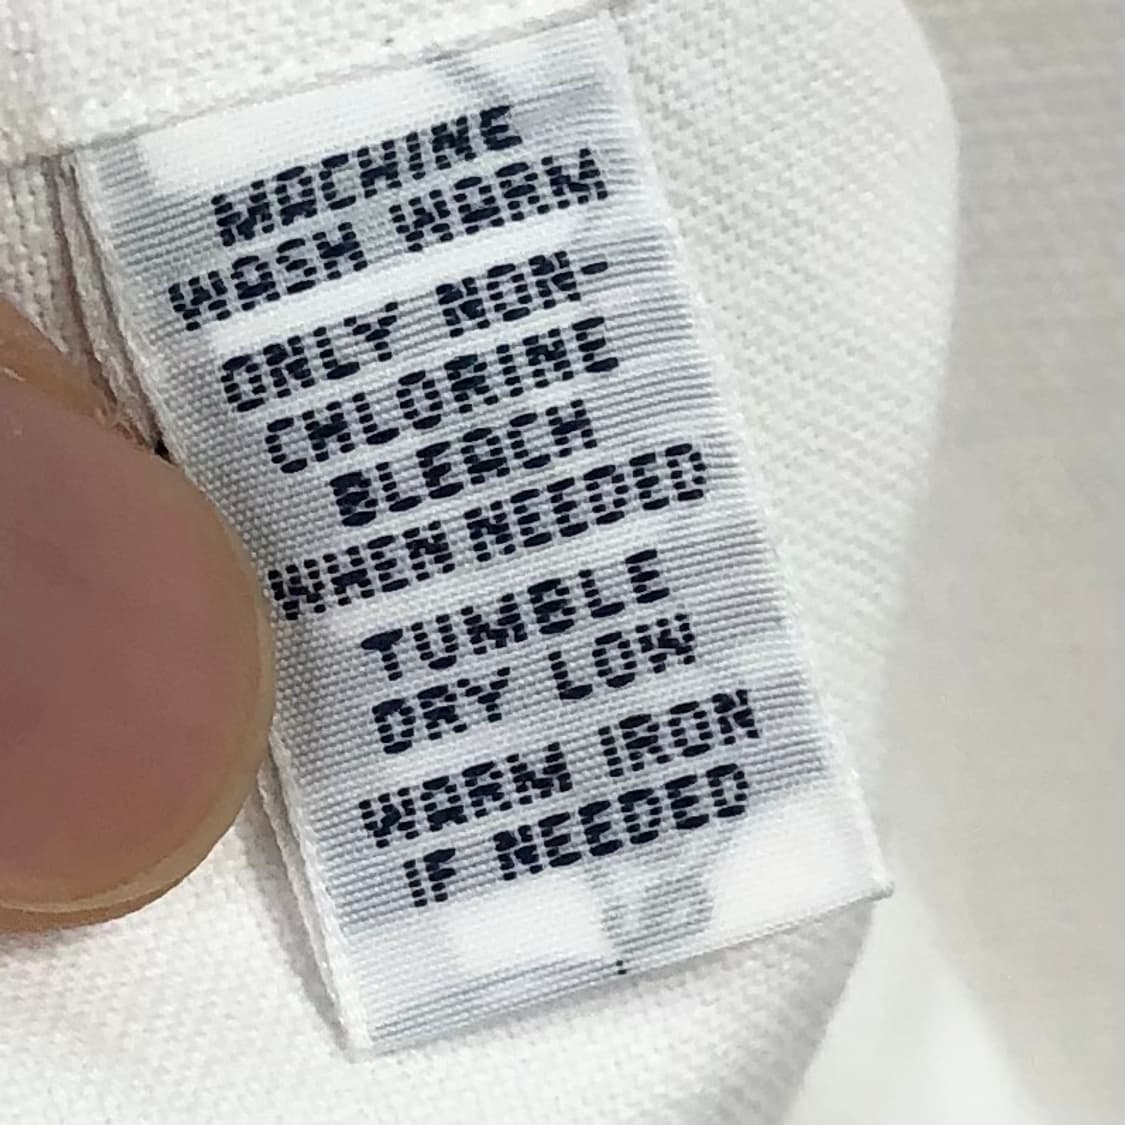 MACHINE
WASH WARM
ONLY NON-
CHLORINE
BLEACH
WHEN NEEDED
TUMBLE
DRY LOW
WARM IRON
IF NEEDED